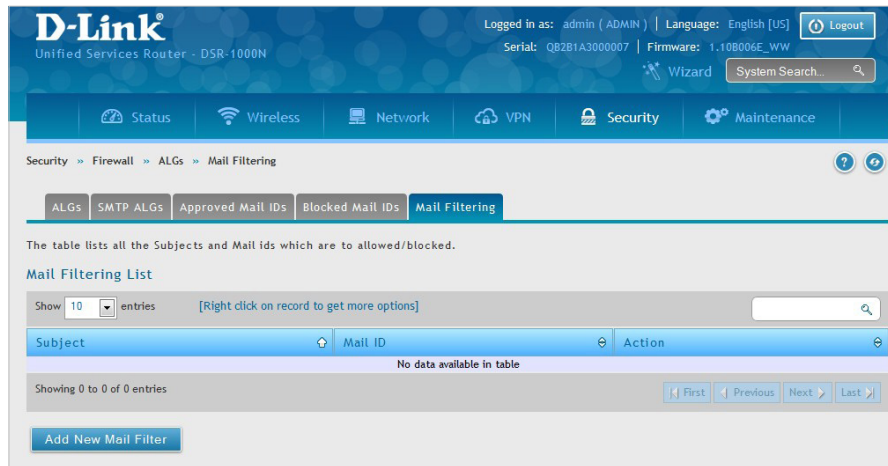 D-Link
Unified Services Router - DSR-1000N
Logged in as: admin ( ADMIN ) | Language: English [US]
Logout
Serial: QB2B1A3000007 | Firmware: 1.10B006E_WW
Wizard
System Search...
Status
Wireless
Network
VPN
Security
Maintenance
Security » Firewall » ALGs » Mail Filtering
?
ALGs
SMTP ALGs
Approved Mail IDs
Blocked Mail IDs
Mail Filtering
The table lists all the Subjects and Mail ids which are to allowed/blocked.
Mail Filtering List
Show 10 entries
[Right click on record to get more options]
Subject
Mail ID
Action
No data available in table
Showing 0 to 0 of 0 entries
First
Previous
Next
Last
Add New Mail Filter